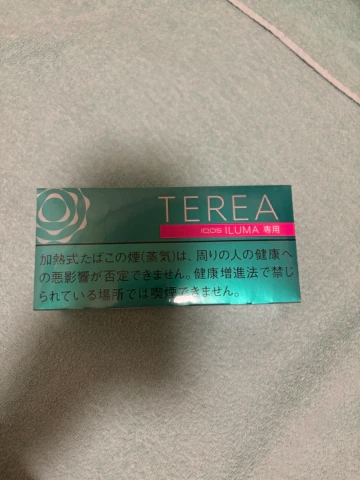 TEREA
IQOS ILUMA 専用
加熱式たばこの煙(蒸気)は、周りの人の健康へ
の悪影響が否定できません。健康増進法で禁じ
られている場所では喫煙できません。